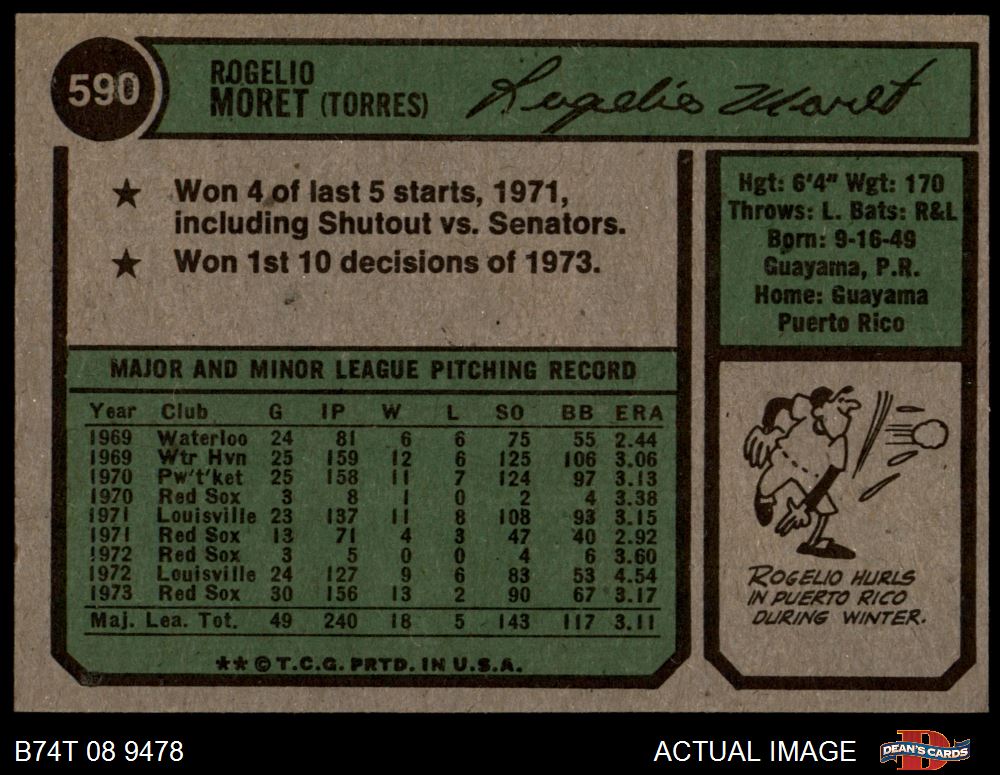 590
ROGELIO
MORET (TORRES)
Rogelio Moret
★ Won 4 of last 5 starts, 1971,
including Shutout vs. Senators.
★ Won 1st 10 decisions of 1973.
Hgt: 6'4" Wgt: 170
Throws: L. Bats: R&L
Born: 9-16-49
Guayama, P.R.
Home: Guayama
Puerto Rico
MAJOR AND MINOR LEAGUE PITCHING RECORD
Year Club G IP W L SO BB ERA
1969 Waterloo 24 81 6 6 75 55 2.44
1969 Wtr Hvn 25 159 12 6 125 106 3.06
1970 Pw't'ket 25 158 11 7 124 97 3.13
1970 Red Sox 3 8 1 0 2 4 3.38
1971 Louisville 23 137 11 8 108 93 3.15
1971 Red Sox 13 71 4 3 47 40 2.92
1972 Red Sox 3 5 0 0 4 6 3.60
1972 Louisville 24 127 9 6 83 53 4.54
1973 Red Sox 30 156 13 2 90 67 3.17
Maj. Lea. Tot. 49 240 18 5 143 117 3.11
★★ © T.C.G. PRTD. IN U.S.A.
ROGELIO HURLS
IN PUERTO RICO
DURING WINTER.
B74T 08 9478
ACTUAL IMAGE
DEAN'S CARDS